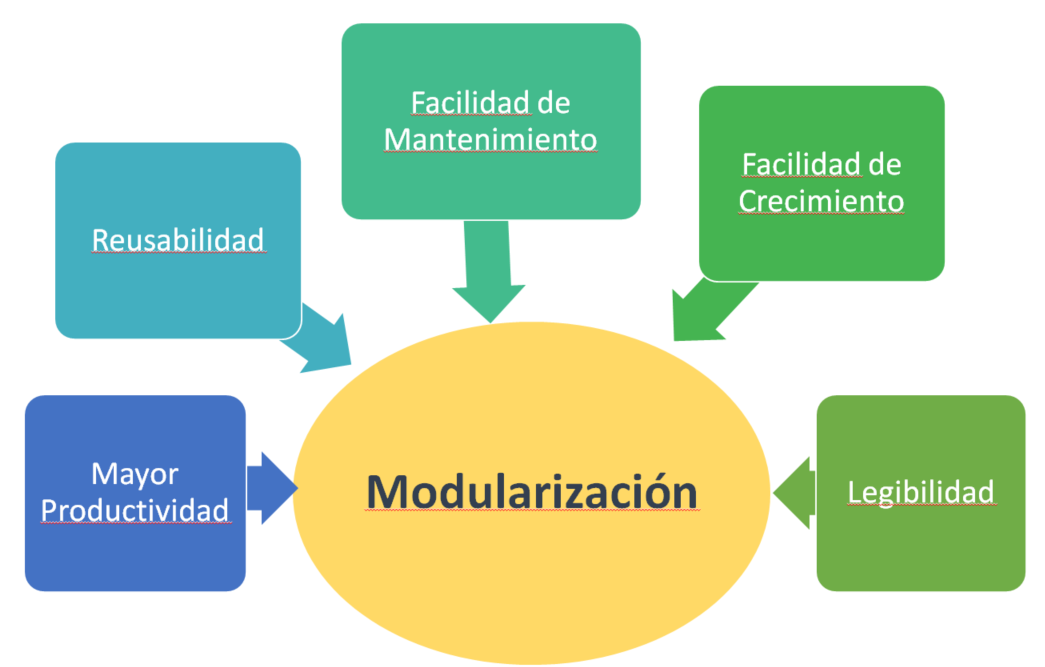 Facilidad de
Mantenimiento
Facilidad de
Crecimiento
Reusabilidad
Mayor
Productividad
Modularización
Legibilidad